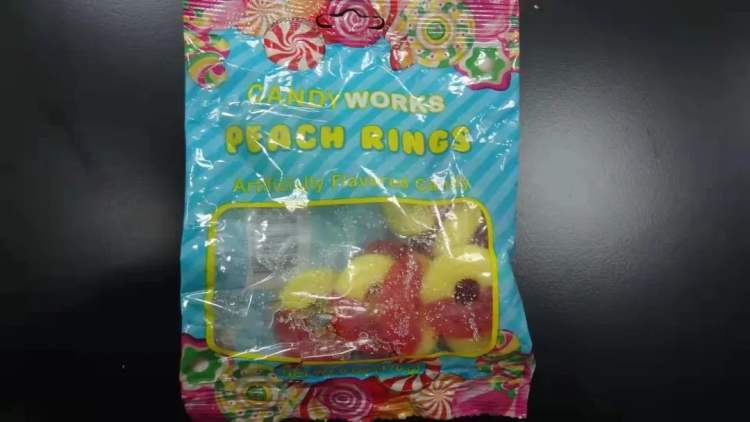 CANDYWORKS
PEACH RINGS
Artificially Flavored Candy